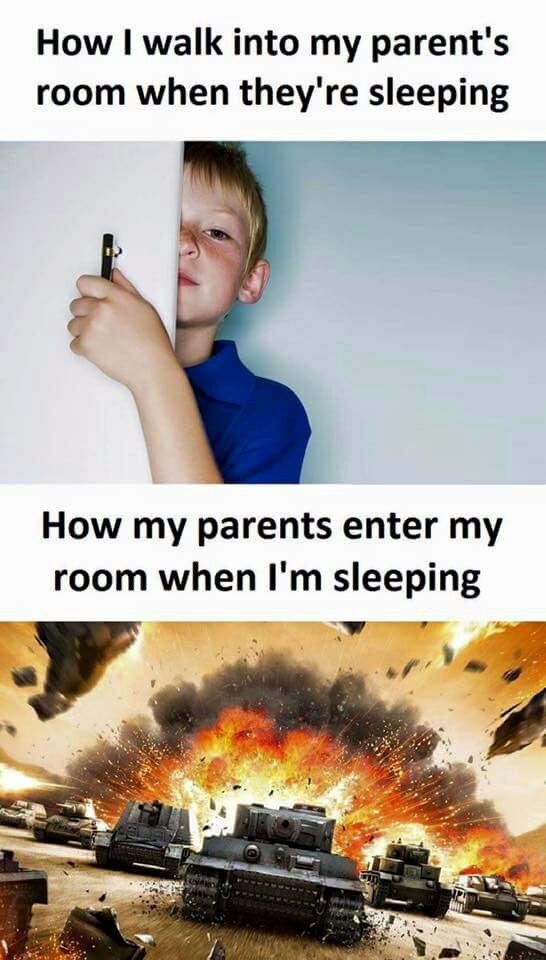 How I walk into my parent's
room when they're sleeping
How my parents enter my
room when I'm sleeping